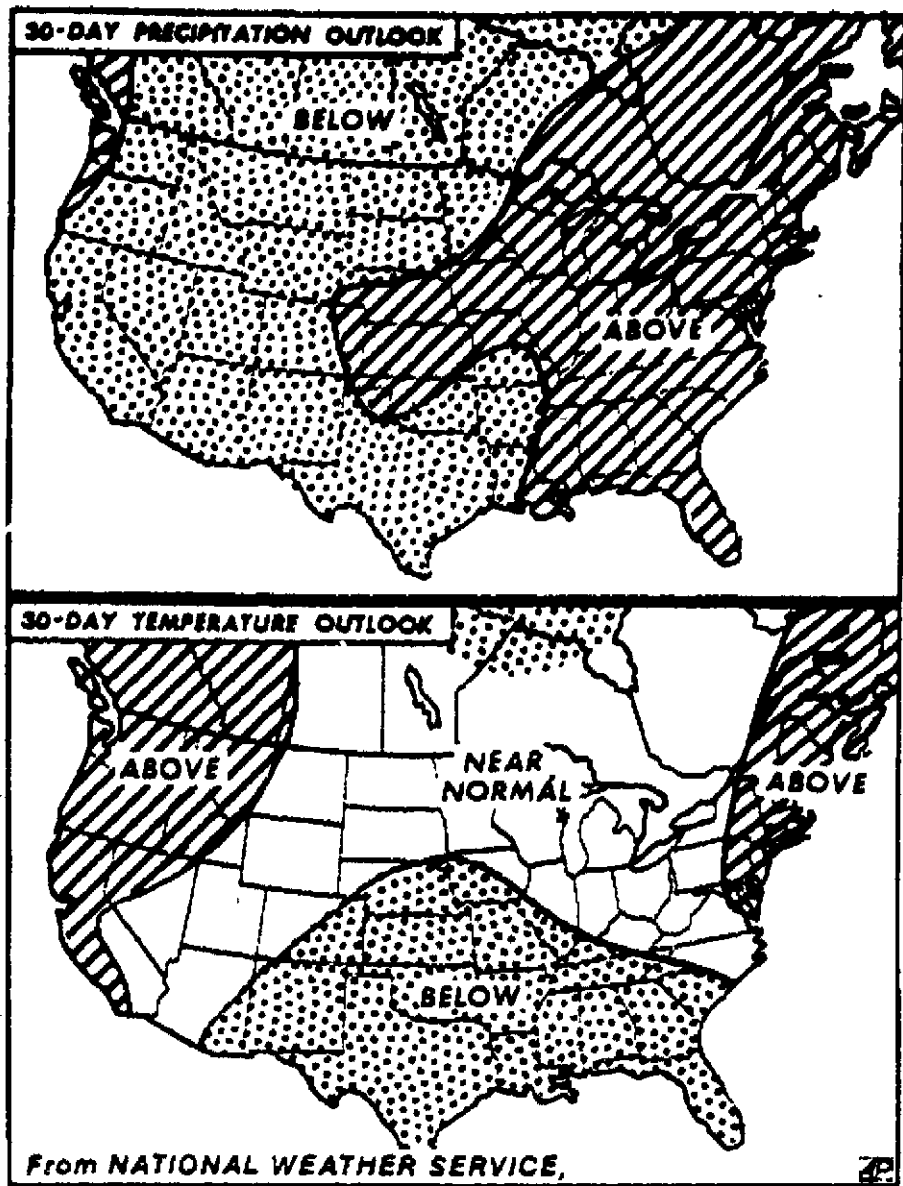 30-DAY PRECIPITATION OUTLOOK
BELOW
ABOVE
30-DAY TEMPERATURE OUTLOOK
ABOVE
NEAR
NORMAL
ABOVE
BELOW
From NATIONAL WEATHER SERVICE,